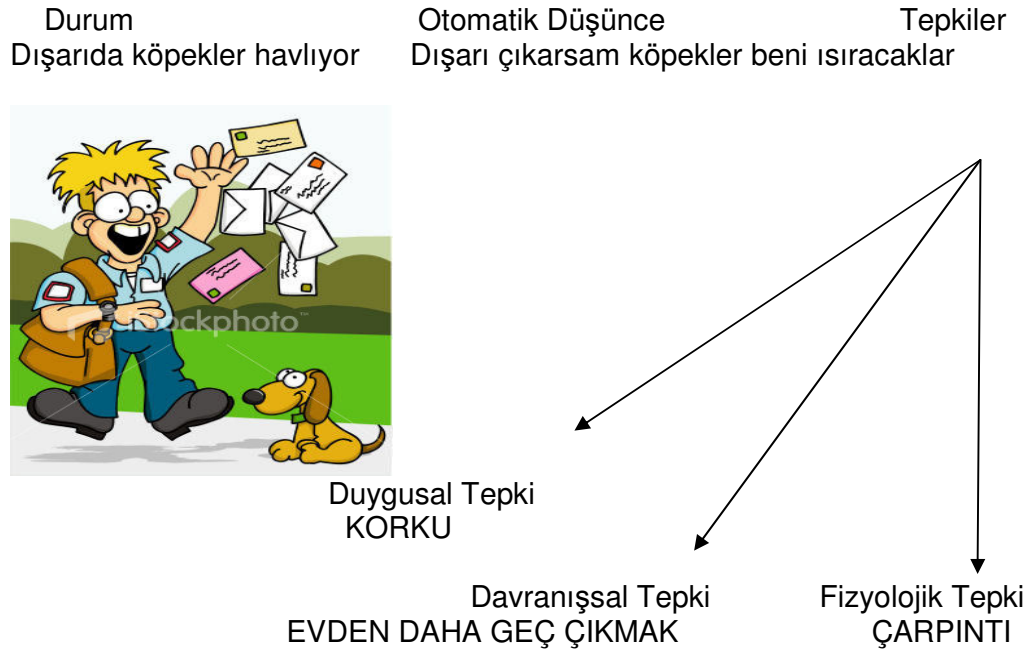 Durum Otomatik Düşünce Tepkiler
Dışarıda köpekler havlıyor Dışarı çıkarsam köpekler beni ısıracaklar
Duygusal Tepki
KORKU
Davranışsal Tepki Fizyolojik Tepki
EVDEN DAHA GEÇ ÇIKMAK ÇARPINTI